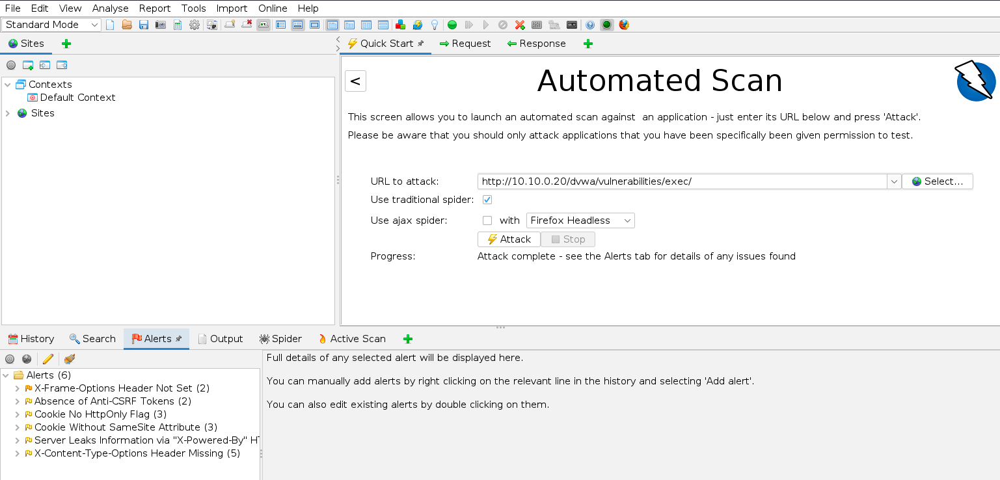 File Edit View Analyse Report Tools Import Online Help
Standard Mode
Sites
Quick Start Request Response
<
Automated Scan
Contexts
Default Context
Sites
This screen allows you to launch an automated scan against  an application - just enter its URL below and press 'Attack'.
Please be aware that you should only attack applications that you have been specifically been given permission to test.
URL to attack: http://10.10.0.20/dvwa/vulnerabilities/exec/ Select...
Use traditional spider:
Use ajax spider: with Firefox Headless
Attack Stop
Progress: Attack complete - see the Alerts tab for details of any issues found
History Search Alerts Output Spider Active Scan
Full details of any selected alert will be displayed here.
You can manually add alerts by right clicking on the relevant line in the history and selecting 'Add alert'.
You can also edit existing alerts by double clicking on them.
Alerts (6)
X-Frame-Options Header Not Set (2)
Absence of Anti-CSRF Tokens (2)
Cookie No HttpOnly Flag (3)
Cookie Without SameSite Attribute (3)
Server Leaks Information via "X-Powered-By" HT
X-Content-Type-Options Header Missing (5)